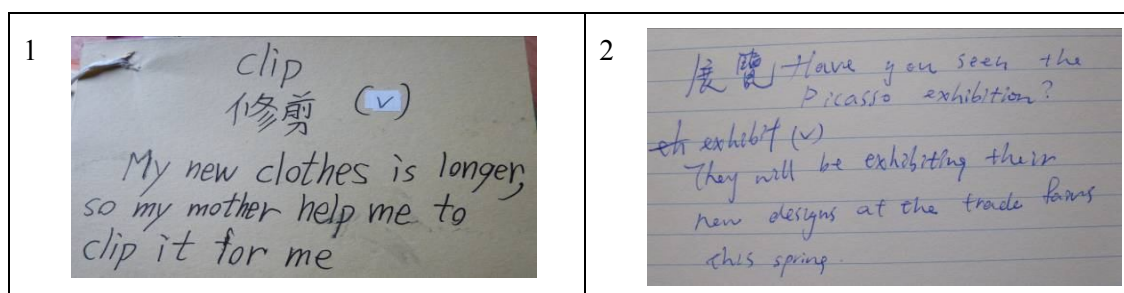 1
clip
修剪 (v)
My new clothes is longer,
so my mother help me to
clip it for me
2
展覽 Have you seen the
Picasso exhibition?
eh exhibit (v)
They will be exhibiting their
new designs at the trade fairs
this spring.